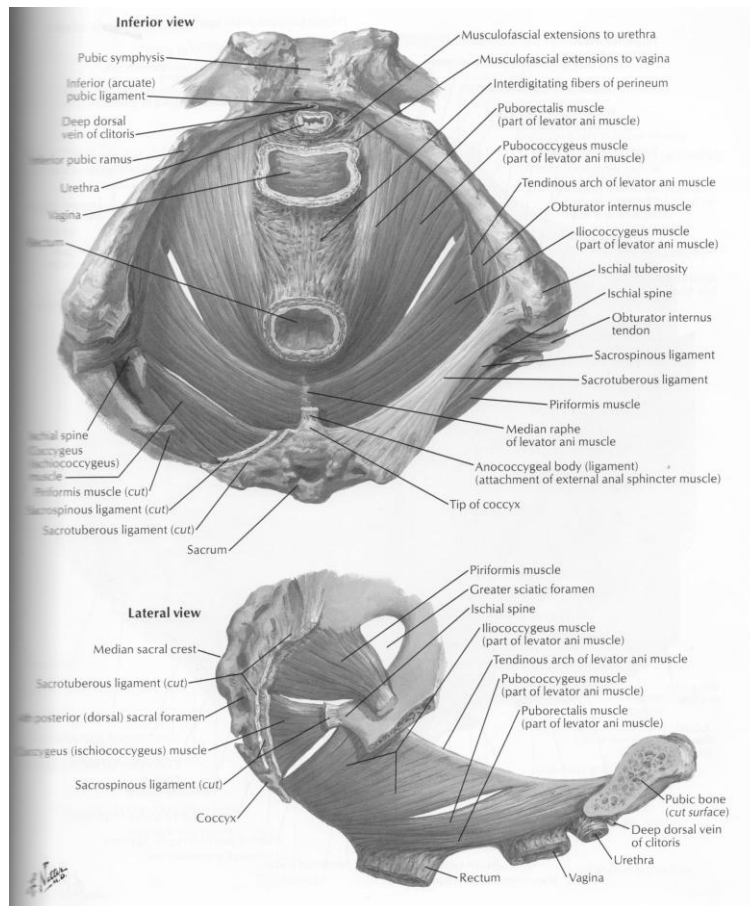 Inferior view
Pubic symphysis
Inferior (arcuate)
pubic ligament
Deep dorsal
vein of clitoris
pubic ramus
Urethra
Vagina
Rectum
Ischial spine
Coccygeus
(ischiococcygeus)
muscle
Piriformis muscle (cut)
Sacrospinous ligament (cut)
Sacrotuberous ligament (cut)
Sacrum
Musculofascial extensions to urethra
Musculofascial extensions to vagina
Interdigitating fibers of perineum
Puborectalis muscle
(part of levator ani muscle)
Pubococcygeus muscle
(part of levator ani muscle)
Tendinous arch of levator ani muscle
Obturator internus muscle
Iliococcygeus muscle
(part of levator ani muscle)
Ischial tuberosity
Ischial spine
Obturator internus
tendon
Sacrospinous ligament
Sacrotuberous ligament
Piriformis muscle
Median raphe
of levator ani muscle
Anococcygeal body (ligament)
(attachment of external anal sphincter muscle)
Tip of coccyx
Lateral view
Median sacral crest
Sacrotuberous ligament (cut)
posterior (dorsal) sacral foramen
Coccygeus (ischiococcygeus) muscle
Sacrospinous ligament (cut)
Coccyx
Piriformis muscle
Greater sciatic foramen
Ischial spine
Iliococcygeus muscle
(part of levator ani muscle)
Tendinous arch of levator ani muscle
Pubococcygeus muscle
(part of levator ani muscle)
Puborectalis muscle
(part of levator ani muscle)
Pubic bone
(cut surface)
Deep dorsal vein
of clitoris
Urethra
Vagina
Rectum
F. Netter
M.D.